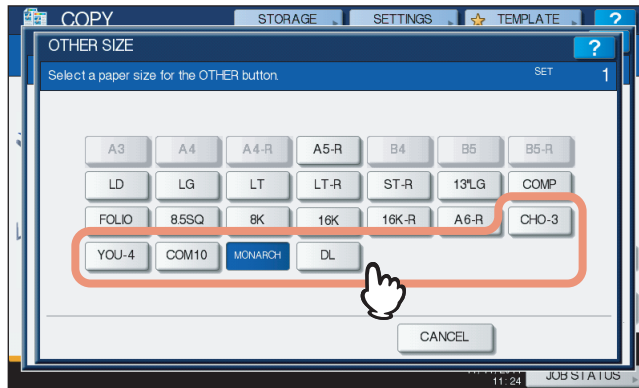 COPY STORAGE SETTINGS TEMPLATE ?
OTHER SIZE ?
Select a paper size for the OTHER button. SET 1
A3 A4 A4-R A5-R B4 B5 B5-R
LD LG LT LT-R ST-R 13"LG COMP
FOLIO 8.5SQ 8K 16K 16K-R A6-R CHO-3
YOU-4 COM10 MONARCH DL
CANCEL
11:24 JOB STATUS